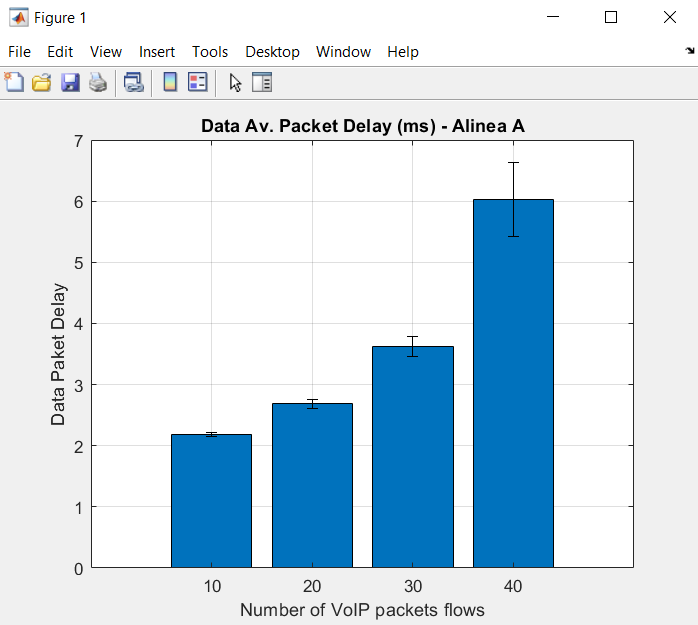 Figure 1
File Edit View Insert Tools Desktop Window Help
Data Av. Packet Delay (ms) - Alinea A
7
6
5
4
3
2
1
0
Data Paket Delay
10 20 30 40
Number of VoIP packets flows